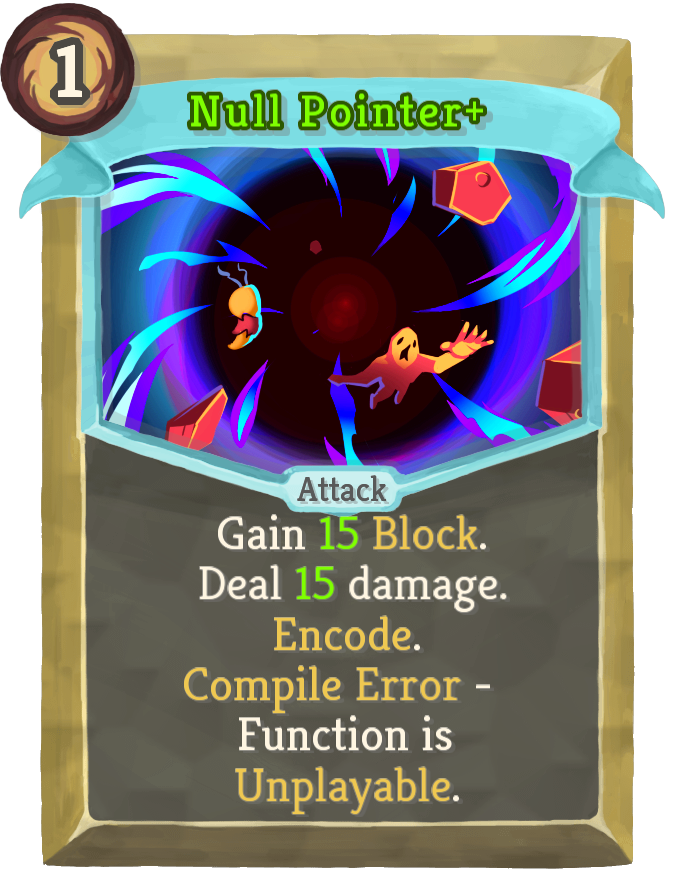 1
Null Pointer+
Attack
Gain 15 Block.
Deal 15 damage.
Encode.
Compile Error -
Function is
Unplayable.